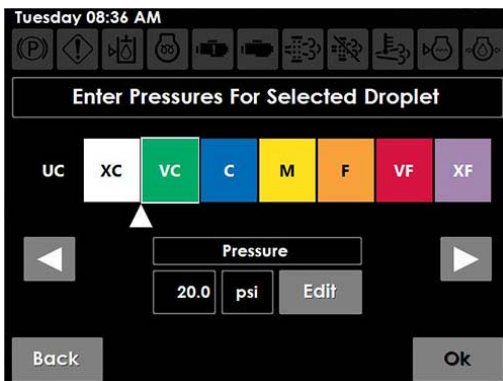 Tuesday 08:36 AM
Enter Pressures For Selected Droplet
UC XC VC C M F VF XF
Pressure
20.0 psi Edit
Back Ok